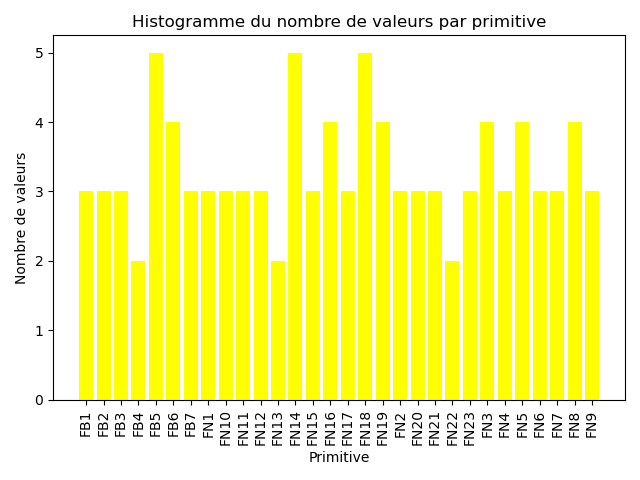 Histogramme du nombre de valeurs par primitive
Nombre de valeurs
5
4
3
2
1
0
FB1 FB2 FB3 FB4 FB5 FB6 FB7 FN1 FN10 FN11 FN12 FN13 FN14 FN15 FN16 FN17 FN18 FN19 FN2 FN20 FN21 FN22 FN23 FN3 FN4 FN5 FN6 FN7 FN8 FN9
Primitive